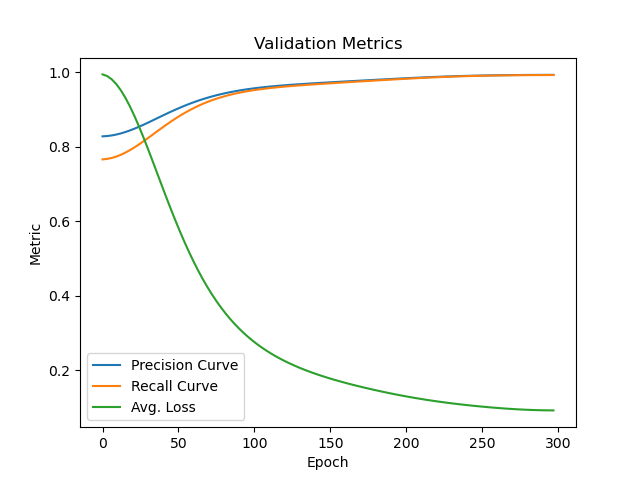 Validation Metrics
1.0
0.8
0.6
0.4
0.2
Metric
Precision Curve
Recall Curve
Avg. Loss
0 50 100 150 200 250 300
Epoch